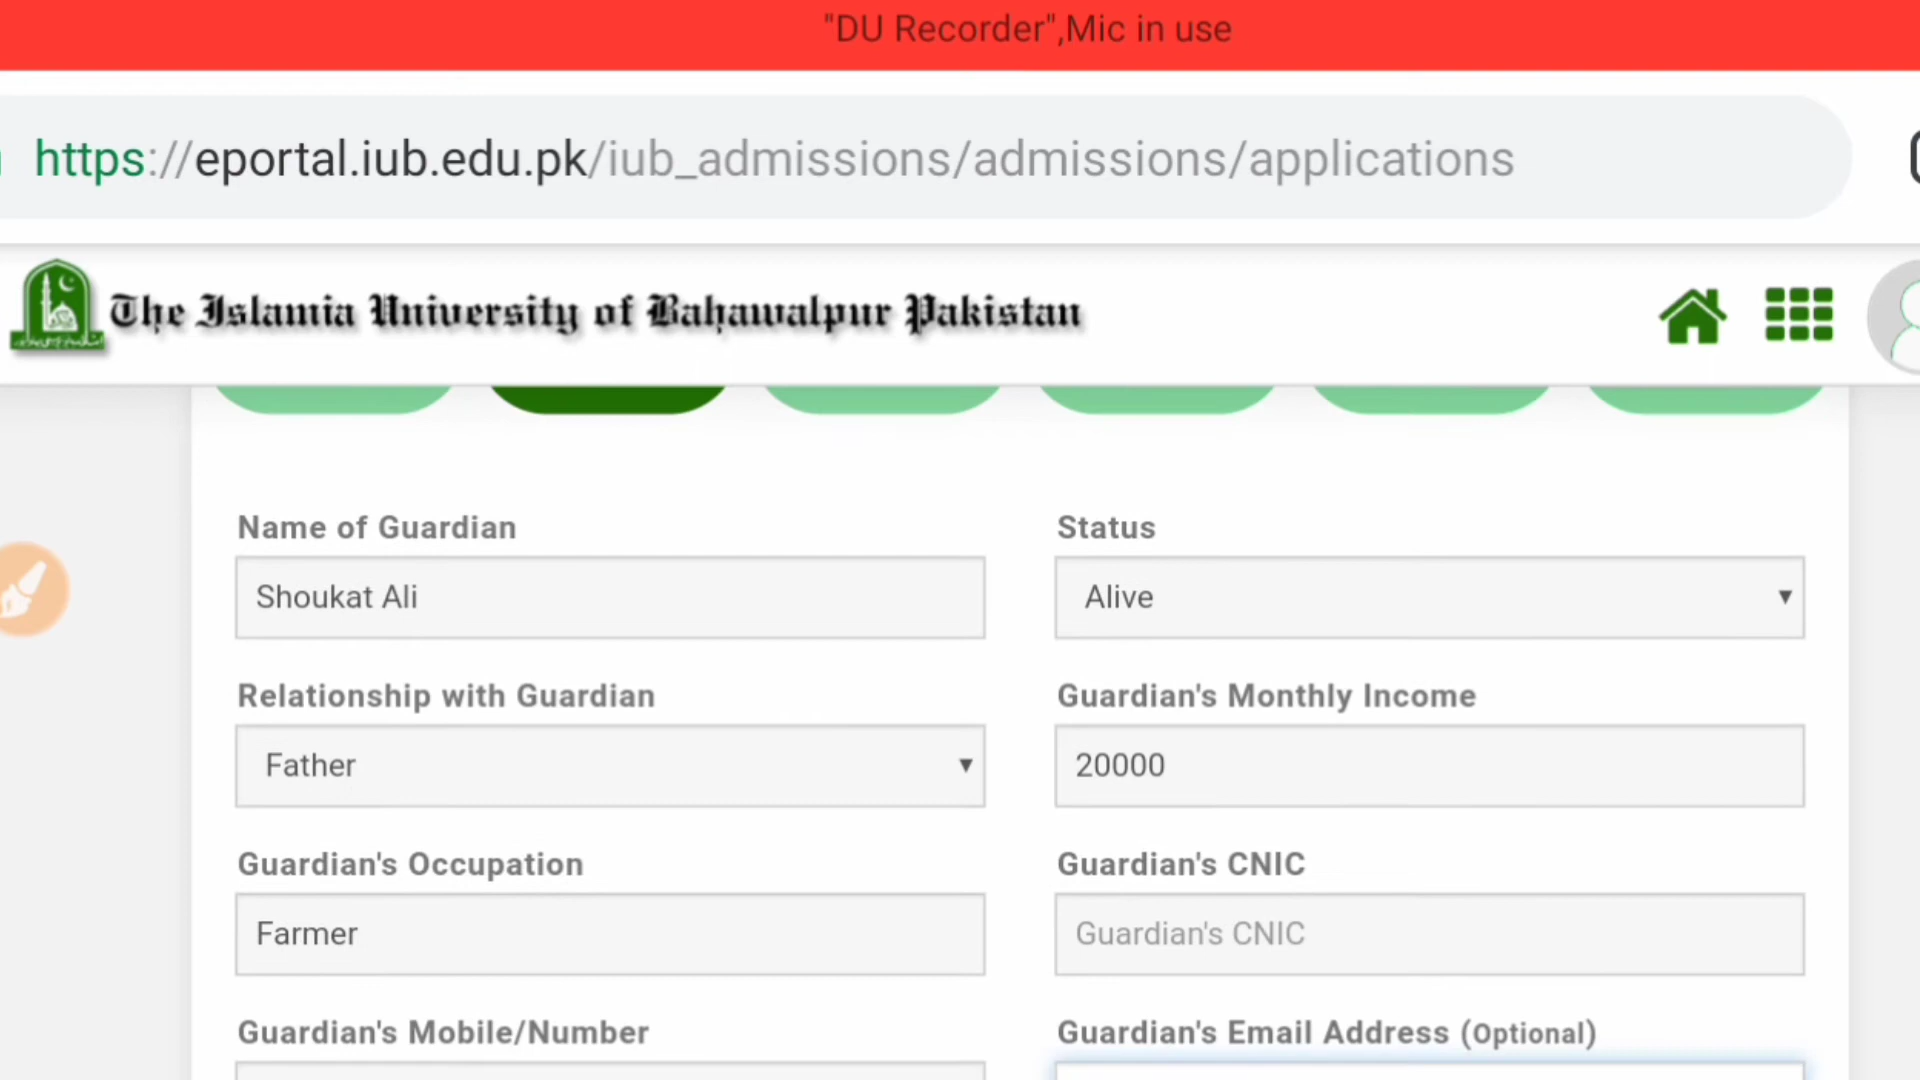 "DU Recorder",Mic in use
https://eportal.iub.edu.pk/iub_admissions/admissions/applications
The Islamia University of Bahawalpur Pakistan
Name of Guardian
Status
Shoukat Ali
Alive
Relationship with Guardian
Guardian's Monthly Income
Father
20000
Guardian's Occupation
Guardian's CNIC
Farmer
Guardian's CNIC
Guardian's Mobile/Number
Guardian's Email Address (Optional)